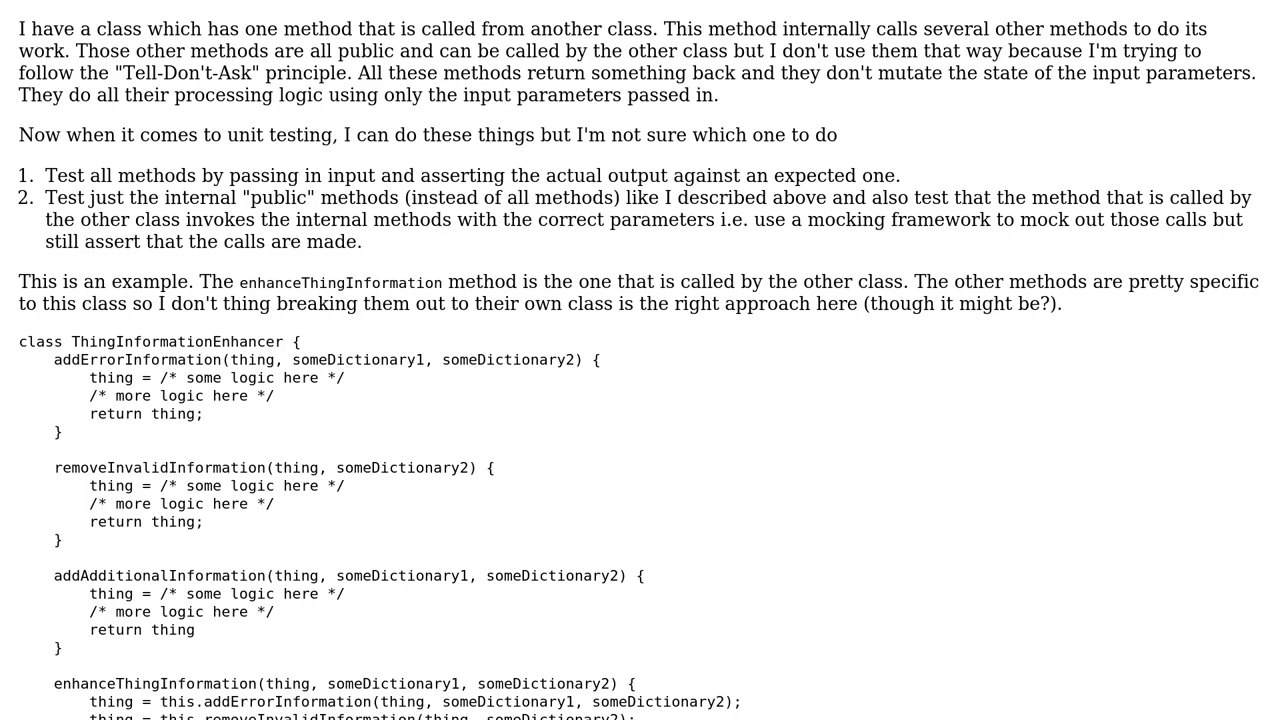 I have a class which has one method that is called from another class. This method internally calls several other methods to do its
work. Those other methods are all public and can be called by the other class but I don't use them that way because I'm trying to
follow the "Tell-Don't-Ask" principle. All these methods return something back and they don't mutate the state of the input parameters.
They do all their processing logic using only the input parameters passed in.
Now when it comes to unit testing, I can do these things but I'm not sure which one to do
1. Test all methods by passing in input and asserting the actual output against an expected one.
2. Test just the internal "public" methods (instead of all methods) like I described above and also test that the method that is called by
the other class invokes the internal methods with the correct parameters i.e. use a mocking framework to mock out those calls but
still assert that the calls are made.
This is an example. The enhanceThingInformation method is the one that is called by the other class. The other methods are pretty specific
to this class so I don't thing breaking them out to their own class is the right approach here (though it might be?).
class ThingInformationEnhancer {
    addErrorInformation(thing, someDictionary1, someDictionary2) {
        thing = /* some logic here */
        /* more logic here */
        return thing;
    }
    removeInvalidInformation(thing, someDictionary2) {
        thing = /* some logic here */
        /* more logic here */
        return thing;
    }
    addAdditionalInformation(thing, someDictionary1, someDictionary2) {
        thing = /* some logic here */
        /* more logic here */
        return thing
    }
    enhanceThingInformation(thing, someDictionary1, someDictionary2) {
        thing = this.addErrorInformation(thing, someDictionary1, someDictionary2);
        thing = this.removeInvalidInformation(thing, someDictionary2);